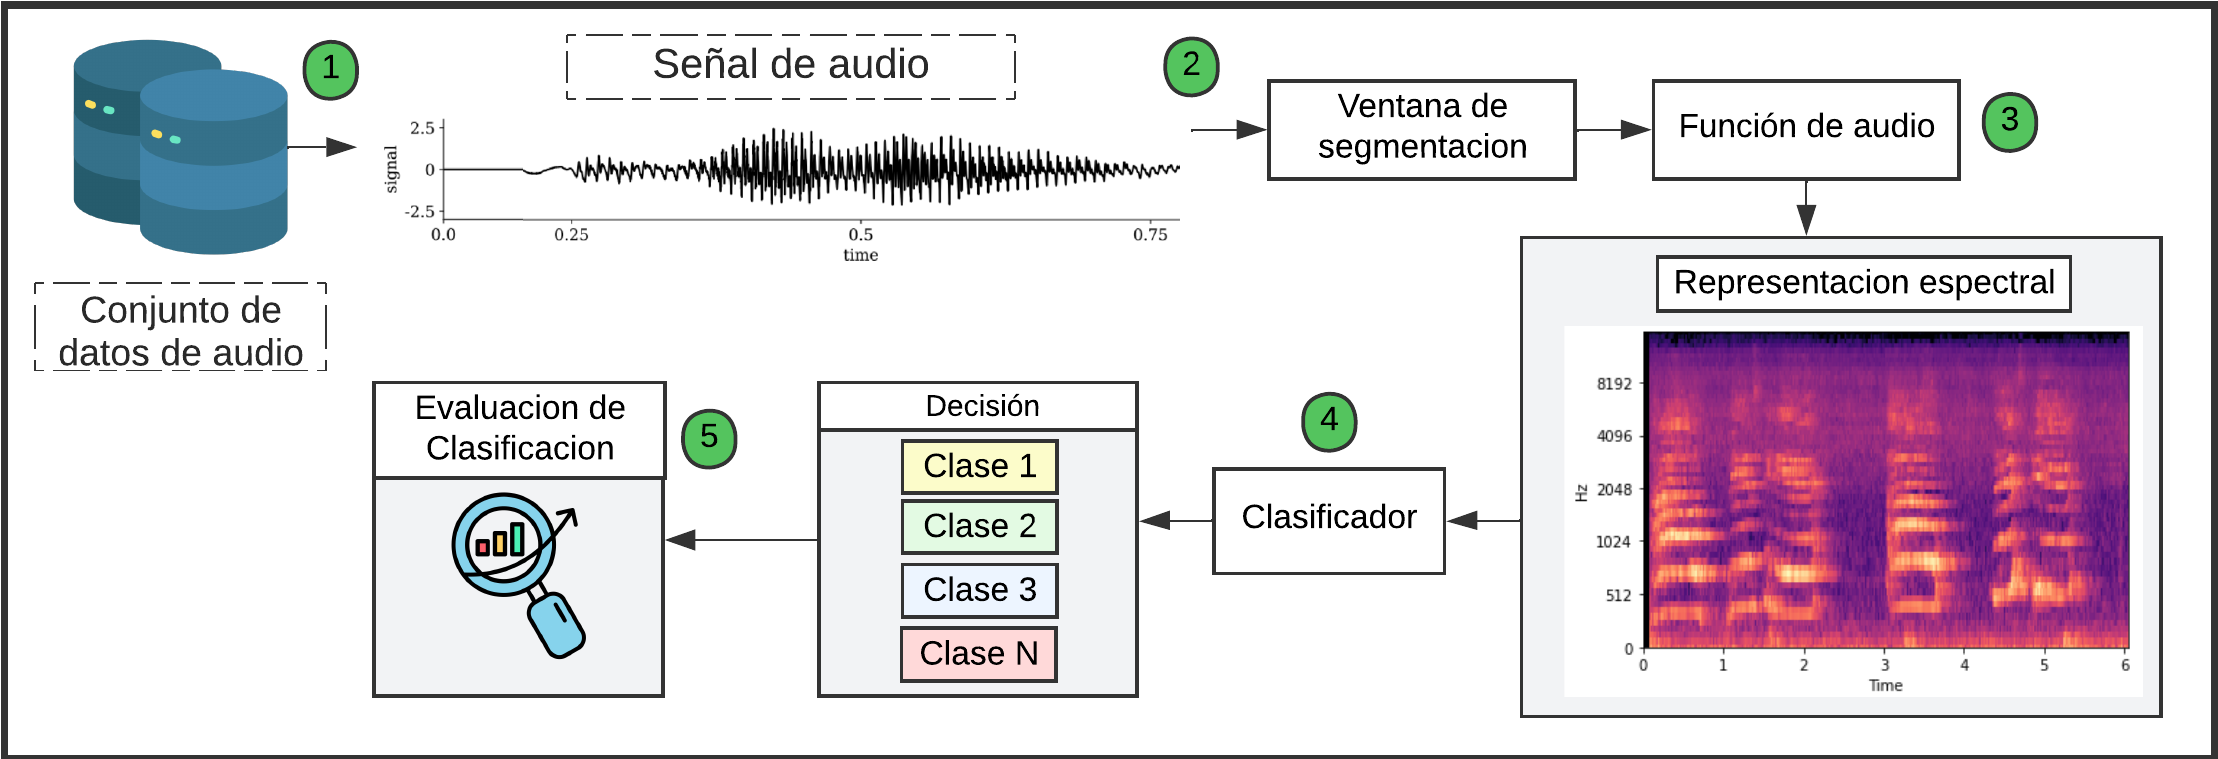 1
Señal de audio
2
2.5
0
-2.5
signal
0.0
0.25
0.5
0.75
time
Conjunto de
datos de audio
Ventana de
segmentacion
Función de audio
3
Representacion espectral
8192
4096
2048
1024
512
0
Hz
0
1
2
3
4
5
6
Time
4
Clasificador
Decisión
Clase 1
Clase 2
Clase 3
Clase N
5
Evaluacion de
Clasificacion